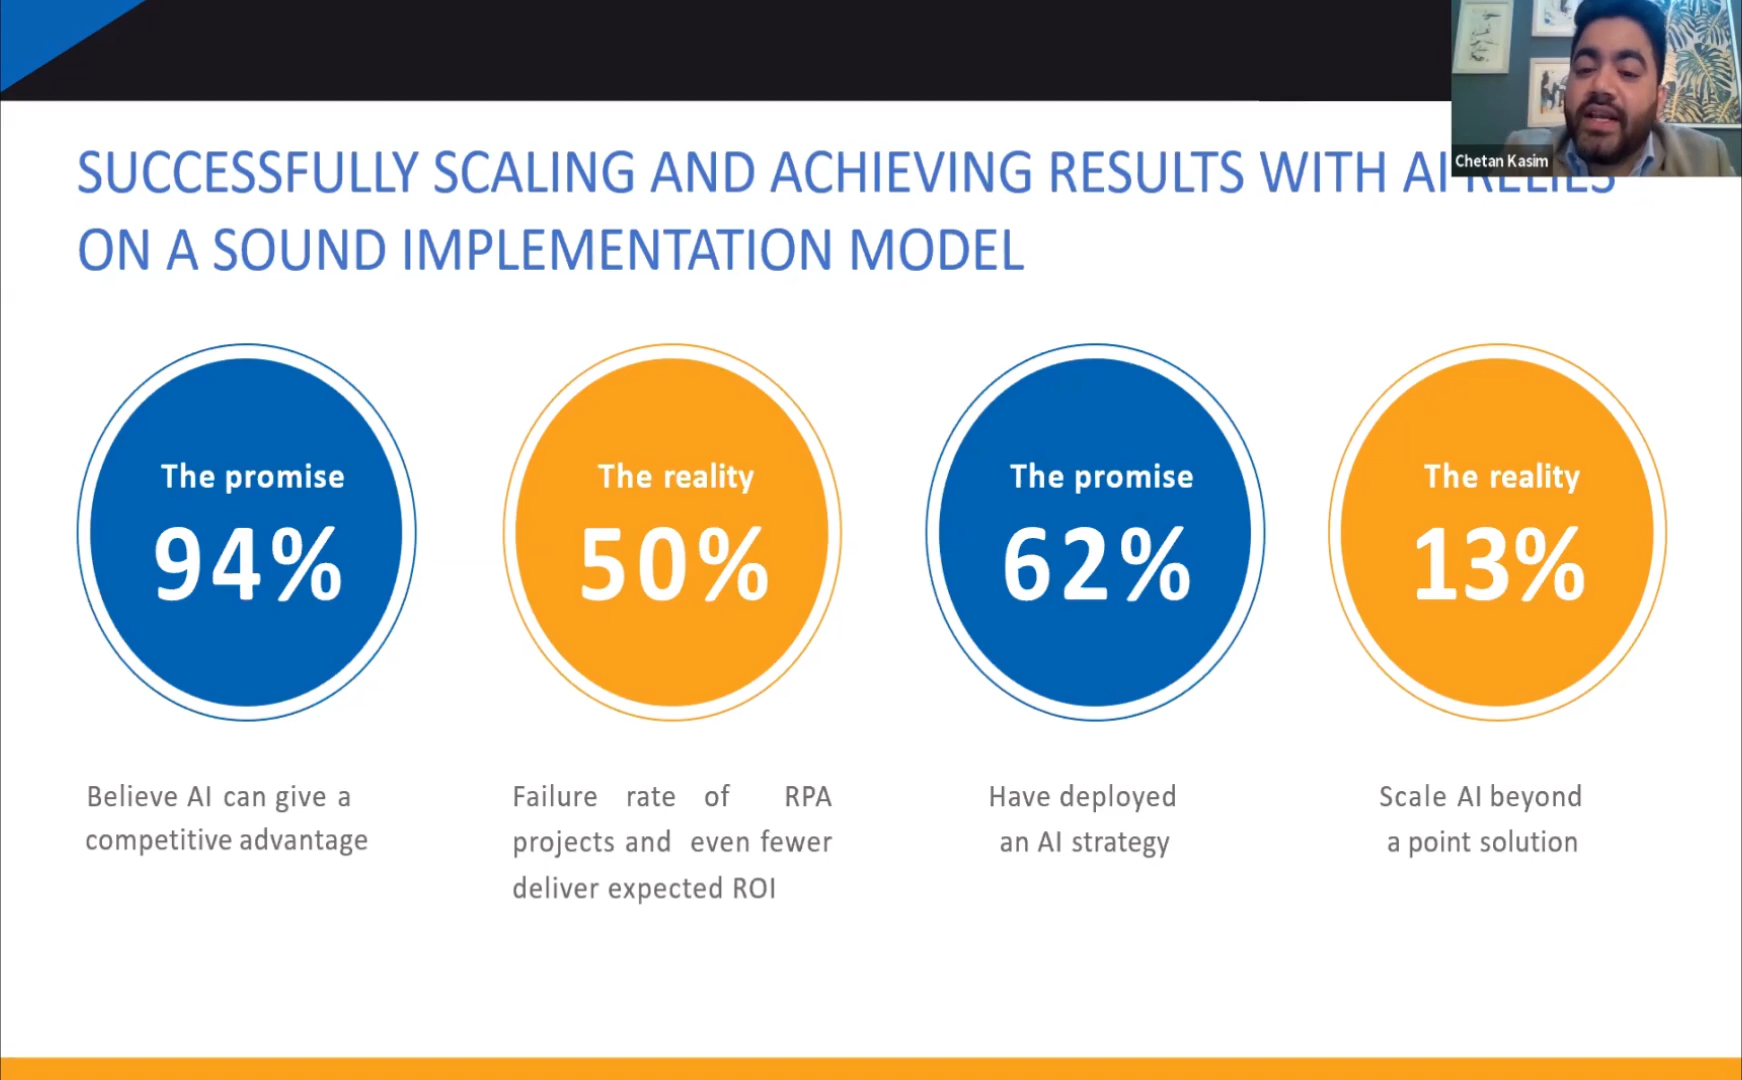 SUCCESSFULLY SCALING AND ACHIEVING RESULTS WITH AI RELIES
ON A SOUND IMPLEMENTATION MODEL
Chetan Kasim
The promise
94%
Believe AI can give a
competitive advantage
The reality
50%
Failure rate of RPA
projects and even fewer
deliver expected ROI
The promise
62%
Have deployed
an AI strategy
The reality
13%
Scale AI beyond
a point solution